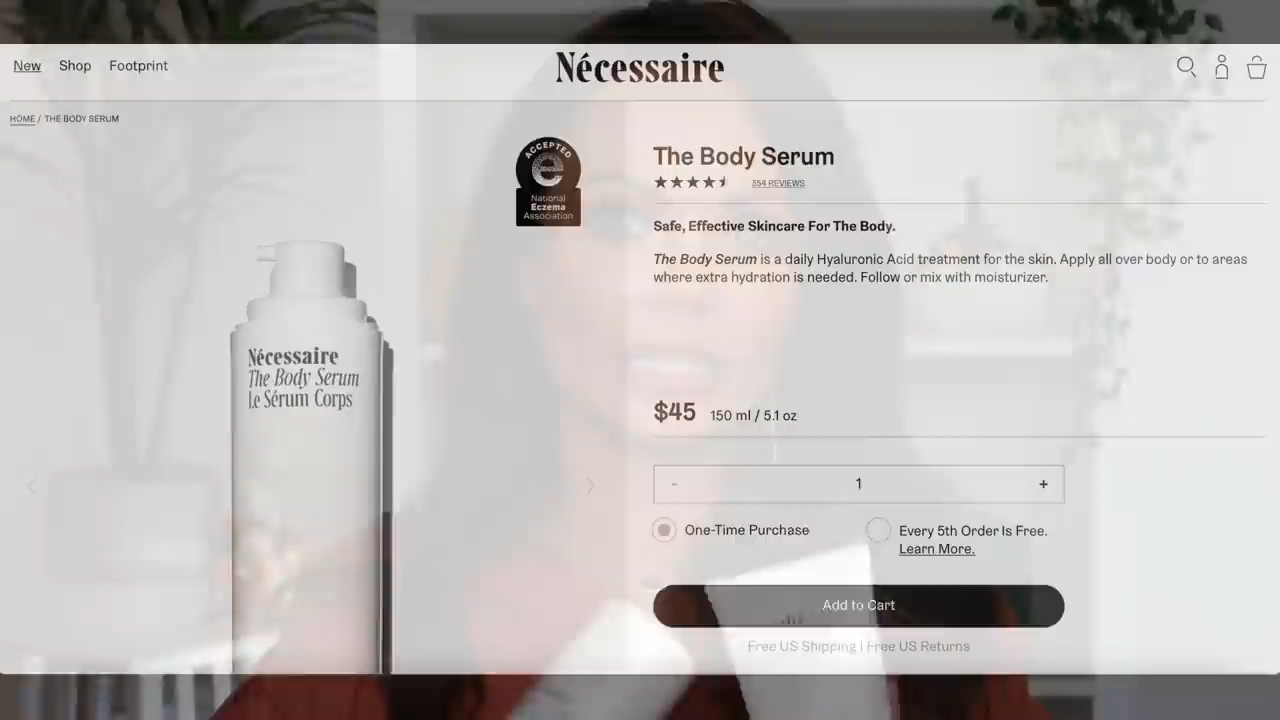 New Shop Footprint
Nécessaire
HOME / THE BODY SERUM
ACCEPTED
National
Eczema
Association
The Body Serum
354 REVIEWS
Safe, Effective Skincare For The Body.
The Body Serum is a daily Hyaluronic Acid treatment for the skin. Apply all over body or to areas
where extra hydration is needed. Follow or mix with moisturizer.
Nécessaire
The Body Serum
Le Sérum Corps
$45 150 ml / 5.1 oz
- 1 +
One-Time Purchase
Every 5th Order Is Free.
Learn More.
Add to Cart
Free US Shipping | Free US Returns